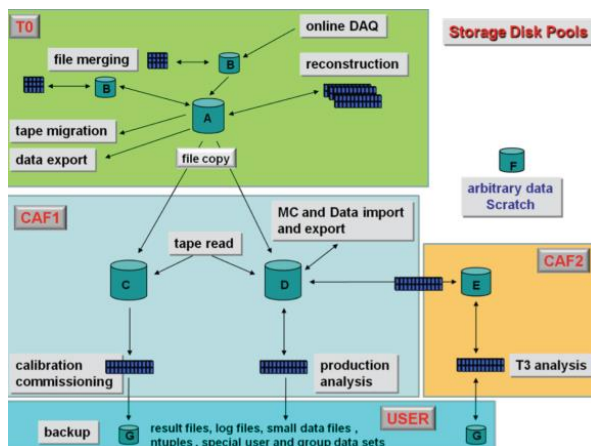 T0
online DAQ
Storage Disk Pools
file merging
B
reconstruction
B
A
tape migration
data export
file copy
F
arbitrary data
Scratch
CAF1
MC and Data import
and export
tape read
CAF2
C
D
E
calibration
commissioning
production
analysis
T3 analysis
USER
backup
G
result files, log files, small data files ,
ntuples , special user and group data sets
G